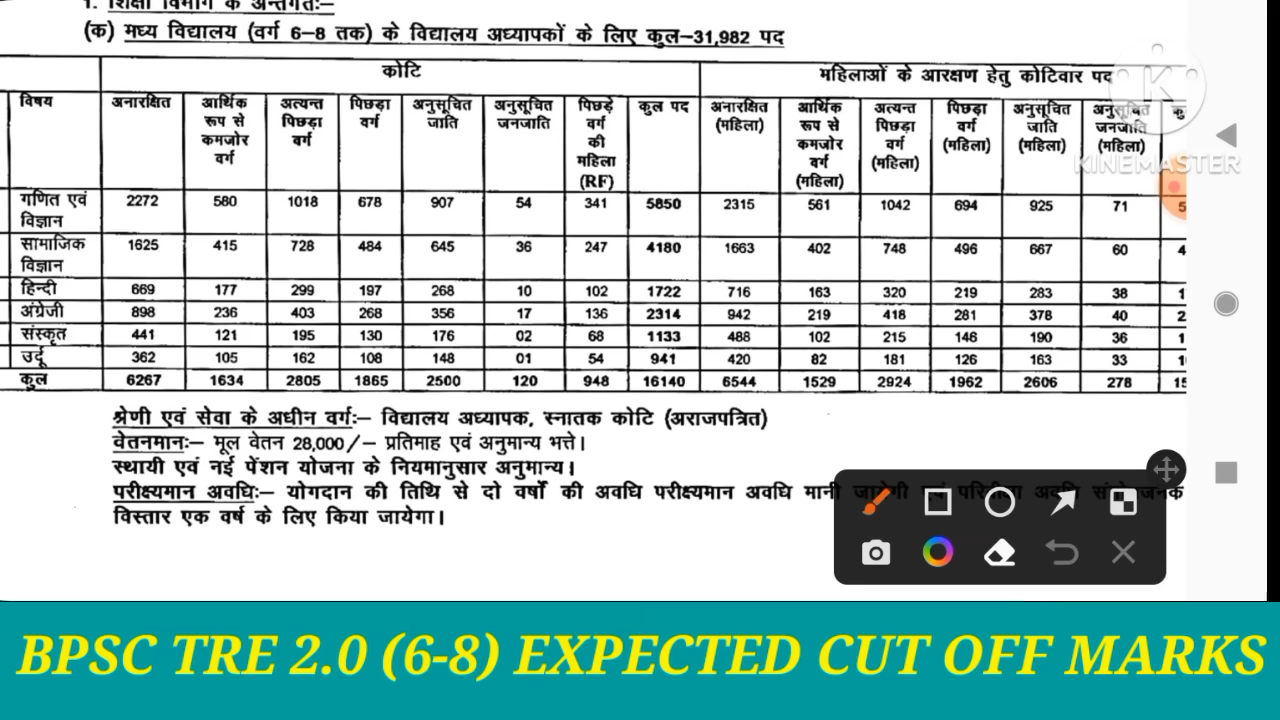 1. शिक्षा विभाग के अन्तर्गतः–
(क) मध्य विद्यालय (वर्ग 6–8 तक) के विद्यालय अध्यापकों के लिए कुल–31,982 पद
कोटि महिलाओं के आरक्षण हेतु कोटिवार पद
विषय अनारक्षित आर्थिक रूप से कमजोर वर्ग अत्यन्त पिछड़ा वर्ग पिछड़ा वर्ग अनुसूचित जाति अनुसूचित जनजाति पिछड़े वर्ग की महिला (RF) कुल पद अनारक्षित (महिला) आर्थिक रूप से कमजोर वर्ग (महिला) अत्यन्त पिछड़ा वर्ग (महिला) पिछड़ा वर्ग (महिला) अनुसूचित जाति (महिला) अनुसूचित जनजाति (महिला)
KINEMASTER
गणित एवं विज्ञान 2272 580 1018 678 907 54 341 5850 2315 561 1042 694 925 71
सामाजिक विज्ञान 1625 415 728 484 645 36 247 4180 1663 402 748 496 667 60
हिन्दी 669 177 299 197 268 10 102 1722 716 163 320 219 283 38
अंग्रेजी 898 236 403 268 356 17 136 2314 942 219 418 281 378 40
संस्कृत 441 121 195 130 176 02 68 1133 488 102 215 146 190 36
उर्दू 362 105 162 108 148 01 54 941 420 82 181 126 163 33
कुल 6267 1634 2805 1865 2500 120 948 16140 6544 1529 2924 1962 2606 278
श्रेणी एवं सेवा के अधीन वर्गः– विद्यालय अध्यापक, स्नातक कोटि (अराजपत्रित)
वेतनमानः– मूल वेतन 28,000/– प्रतिमाह एवं अनुमान्य भत्ते।
स्थायी एवं नई पेंशन योजना के नियमानुसार अनुमान्य।
परीक्ष्यमान अवधिः– योगदान की तिथि से दो वर्षों की अवधि परीक्ष्यमान अवधि मानी
विस्तार एक वर्ष के लिए किया जायेगा।
BPSC TRE 2.0 (6-8) EXPECTED CUT OFF MARKS